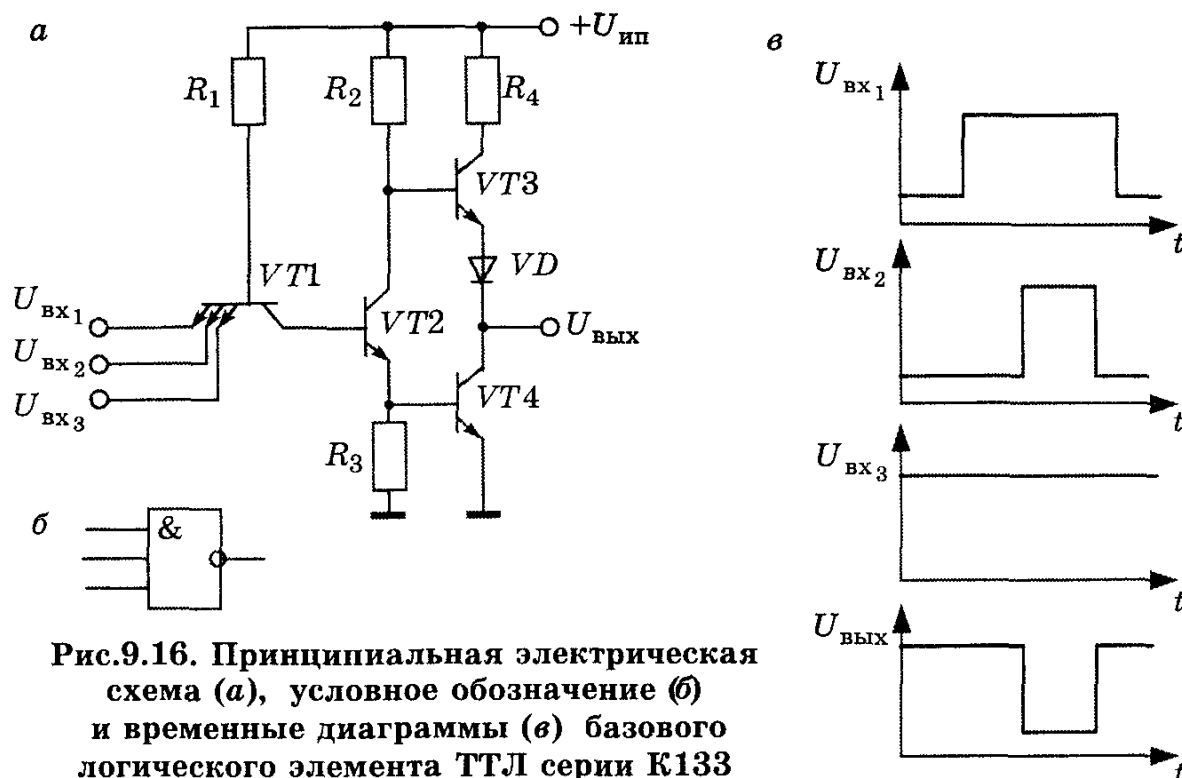 а
+Uип
R1
R2
R4
VT3
VD
VT1
Uвх1
Uвх2
Uвх3
VT2
Uвых
VT4
R3
б
&
Рис.9.16. Принципиальная электрическая
схема (а), условное обозначение (б)
и временные диаграммы (в) базового
логического элемента ТТЛ серии К133
в
Uвх1
t
Uвх2
t
Uвх3
t
Uвых
t